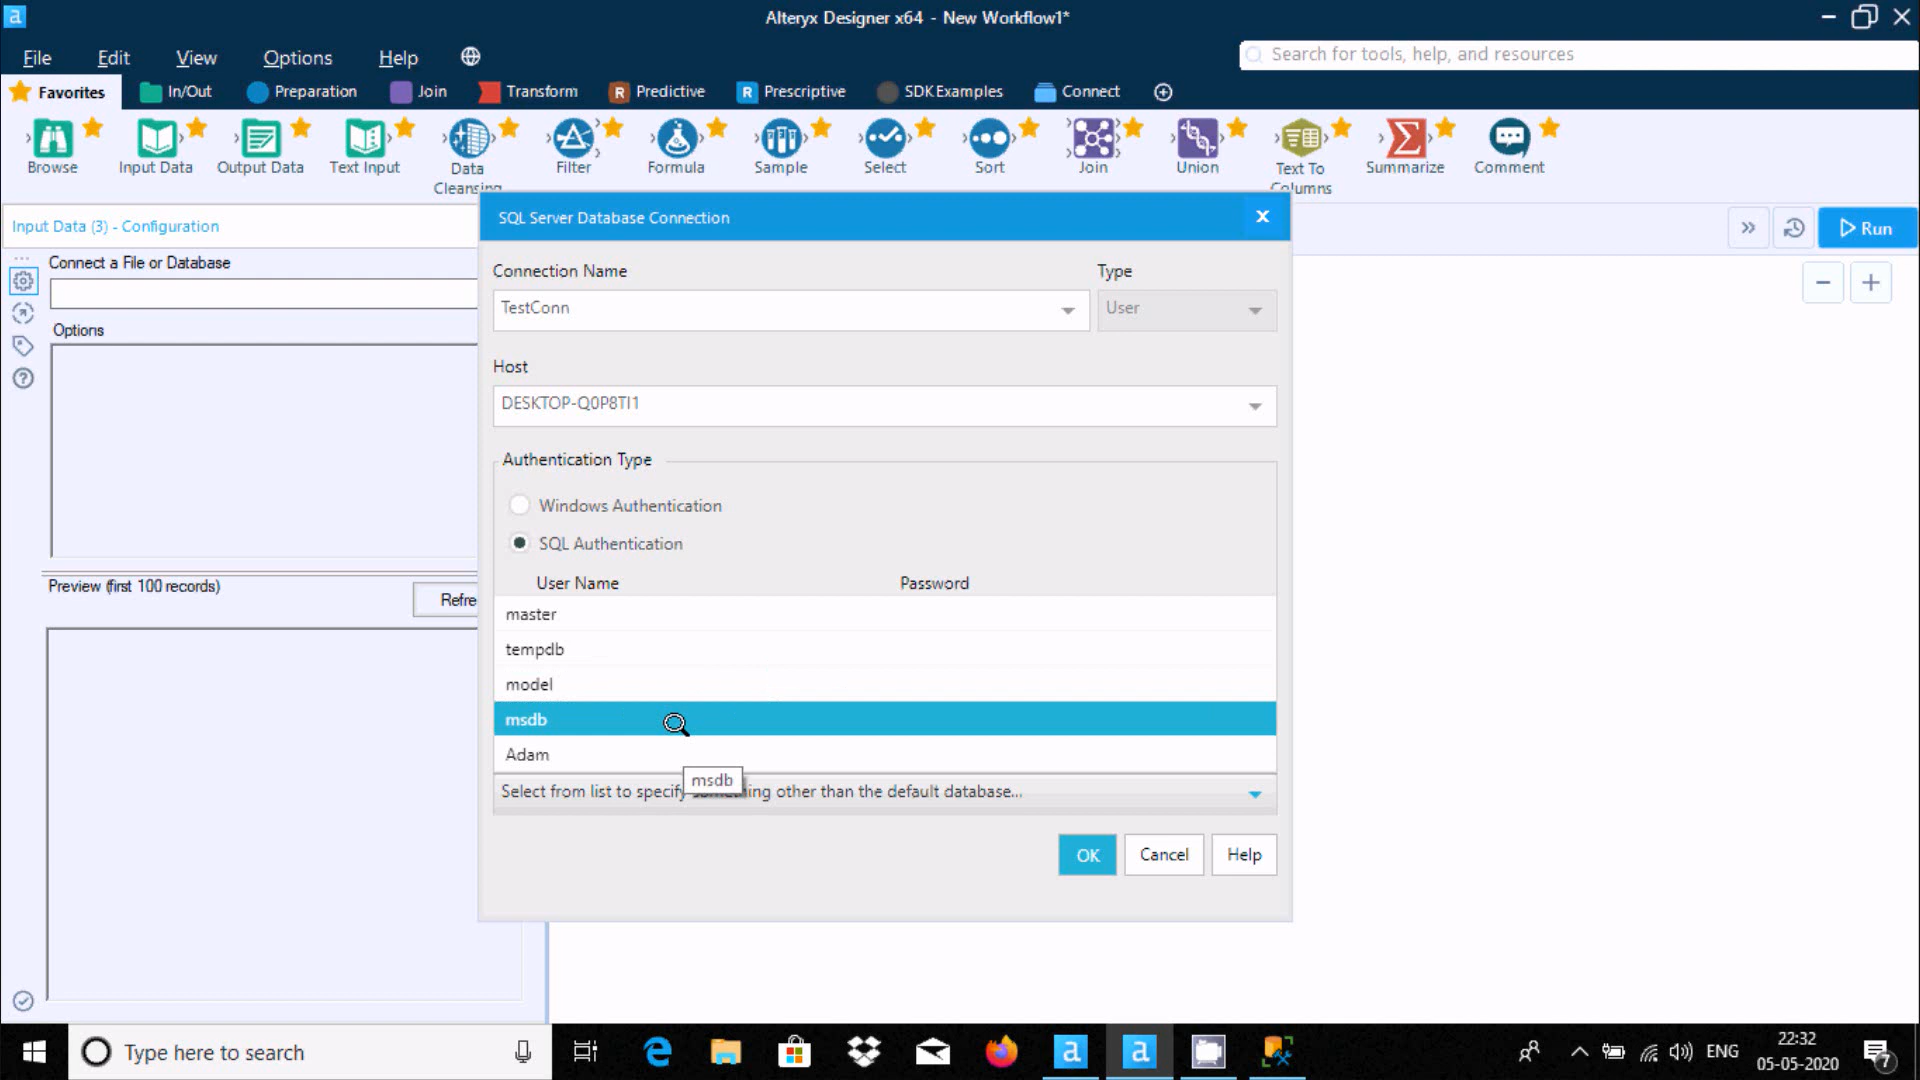 Alteryx Designer x64 - New Workflow1*
File Edit View Options Help
Search for tools, help, and resources
Favorites In/Out Preparation Join Transform Predictive Prescriptive SDK Examples Connect
Browse Input Data Output Data Text Input Data Cleansing Filter Formula Sample Select Sort Join Union Text To Columns Summarize Comment
Input Data (3) - Configuration
Run
Connect a File or Database
Options
Preview (first 100 records)
Refre
SQL Server Database Connection
Connection Name Type
TestConn User
Host
DESKTOP-Q0P8TI1
Authentication Type
Windows Authentication
SQL Authentication
User Name Password
master
tempdb
model
msdb
Adam
msdb
Select from list to specify something other than the default database...
OK Cancel Help
Type here to search
ENG
22:32
05-05-2020
7